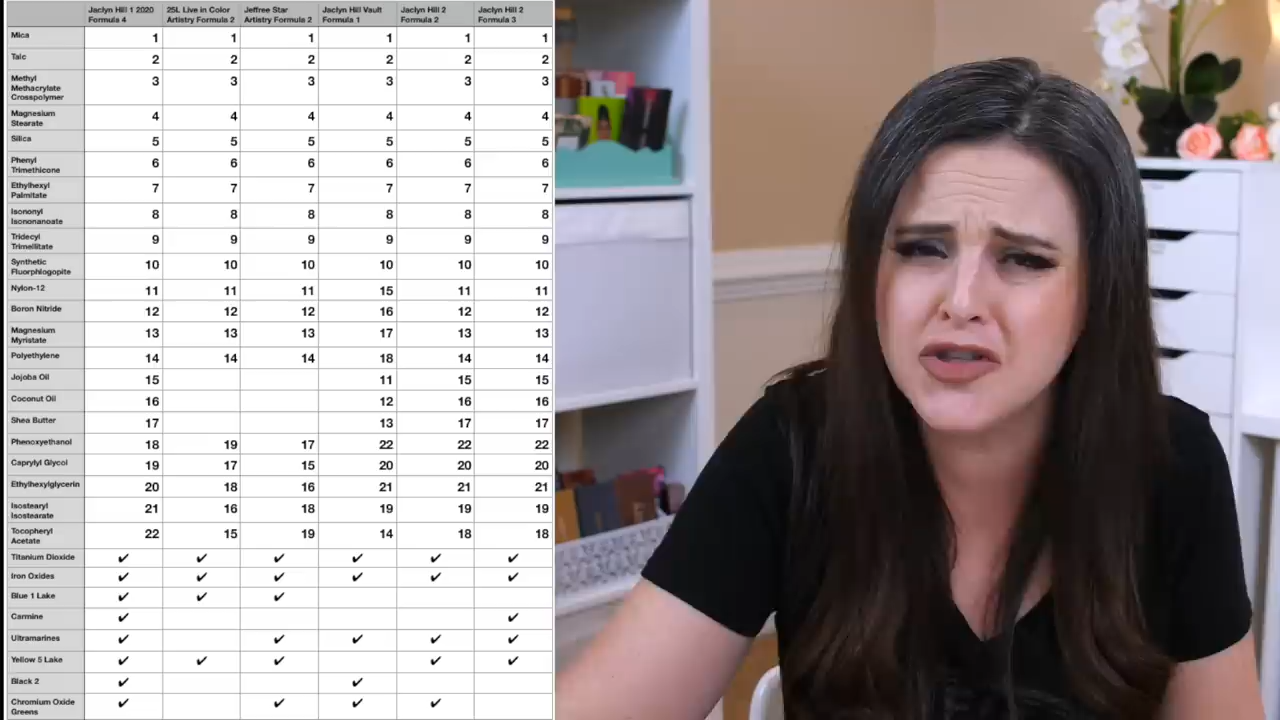 Jaclyn Hill 1 2020 Formula 4 25L Live in Color Artistry Formula 2 Jeffree Star Artistry Formula 2 Jaclyn Hill Vault Formula 1 Jaclyn Hill 2 Formula 2 Jaclyn Hill 2 Formula 3
Mica 1 1 1 1 1 1
Talc 2 2 2 2 2 2
Methyl Methacrylate Crosspolymer 3 3 3 3 3 3
Magnesium Stearate 4 4 4 4 4 4
Silica 5 5 5 5 5 5
Phenyl Trimethicone 6 6 6 6 6 6
Ethylhexyl Palmitate 7 7 7 7 7 7
Isononyl Isononanoate 8 8 8 8 8 8
Tridecyl Trimellitate 9 9 9 9 9 9
Synthetic Fluorphlogopite 10 10 10 10 10 10
Nylon-12 11 11 11 15 11 11
Boron Nitride 12 12 12 16 12 12
Magnesium Myristate 13 13 13 17 13 13
Polyethylene 14 14 14 18 14 14
Jojoba Oil 15 11 15 15
Coconut Oil 16 12 16 16
Shea Butter 17 13 17 17
Phenoxyethanol 18 19 17 22 22 22
Caprylyl Glycol 19 17 15 20 20 20
Ethylhexylglycerin 20 18 16 21 21 21
Isostearyl Isostearate 21 16 18 19 19 19
Tocopheryl Acetate 22 15 19 14 18 18
Titanium Dioxide ✔ ✔ ✔ ✔ ✔ ✔
Iron Oxides ✔ ✔ ✔ ✔ ✔ ✔
Blue 1 Lake ✔ ✔ ✔
Carmine ✔ ✔
Ultramarines ✔ ✔ ✔ ✔ ✔
Yellow 5 Lake ✔ ✔ ✔ ✔ ✔
Black 2 ✔ ✔
Chromium Oxide Greens ✔ ✔ ✔ ✔